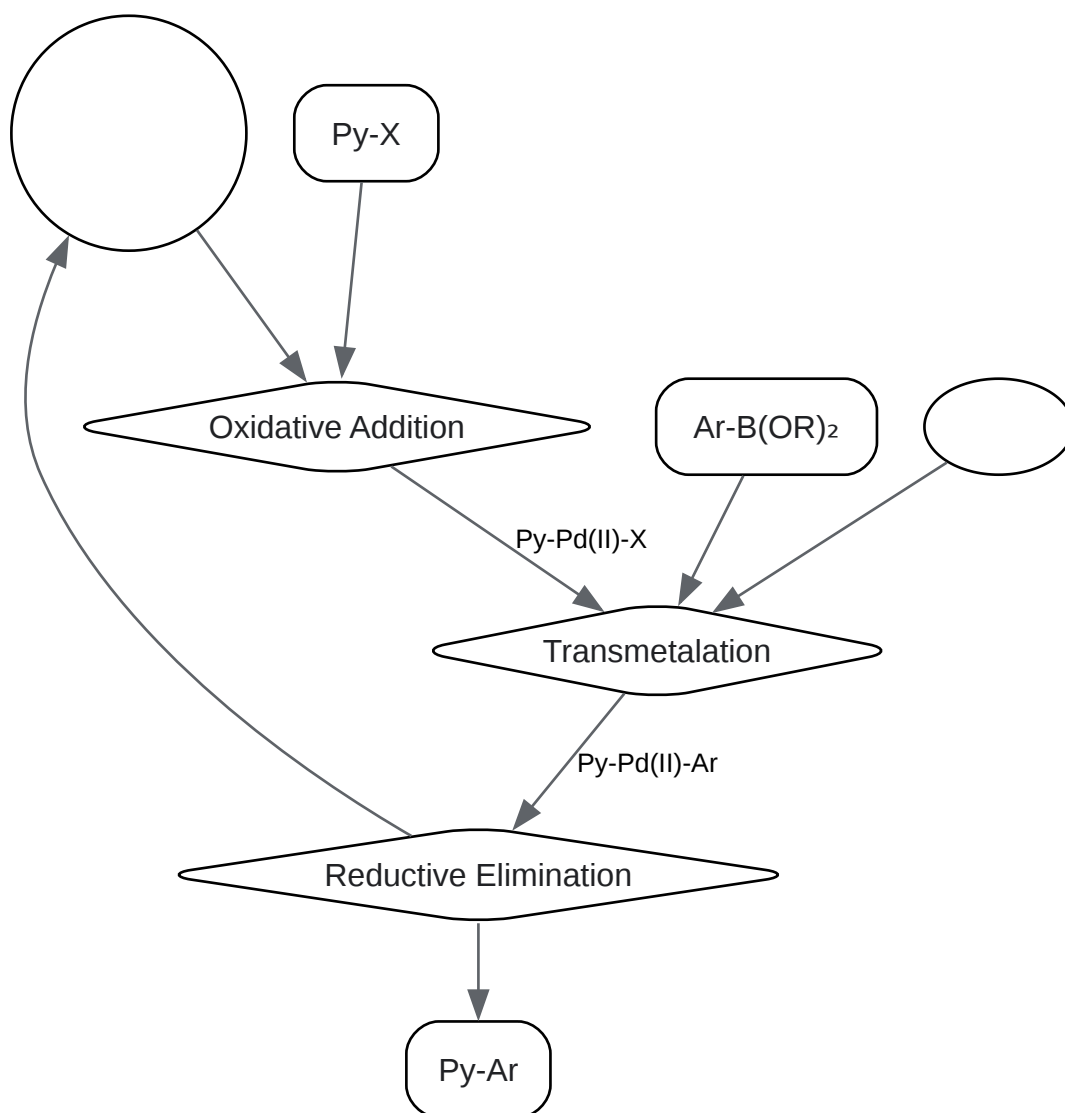 Py-X
Oxidative Addition
Ar-B(OR)₂
Py-Pd(II)-X
Transmetalation
Py-Pd(II)-Ar
Reductive Elimination
Py-Ar